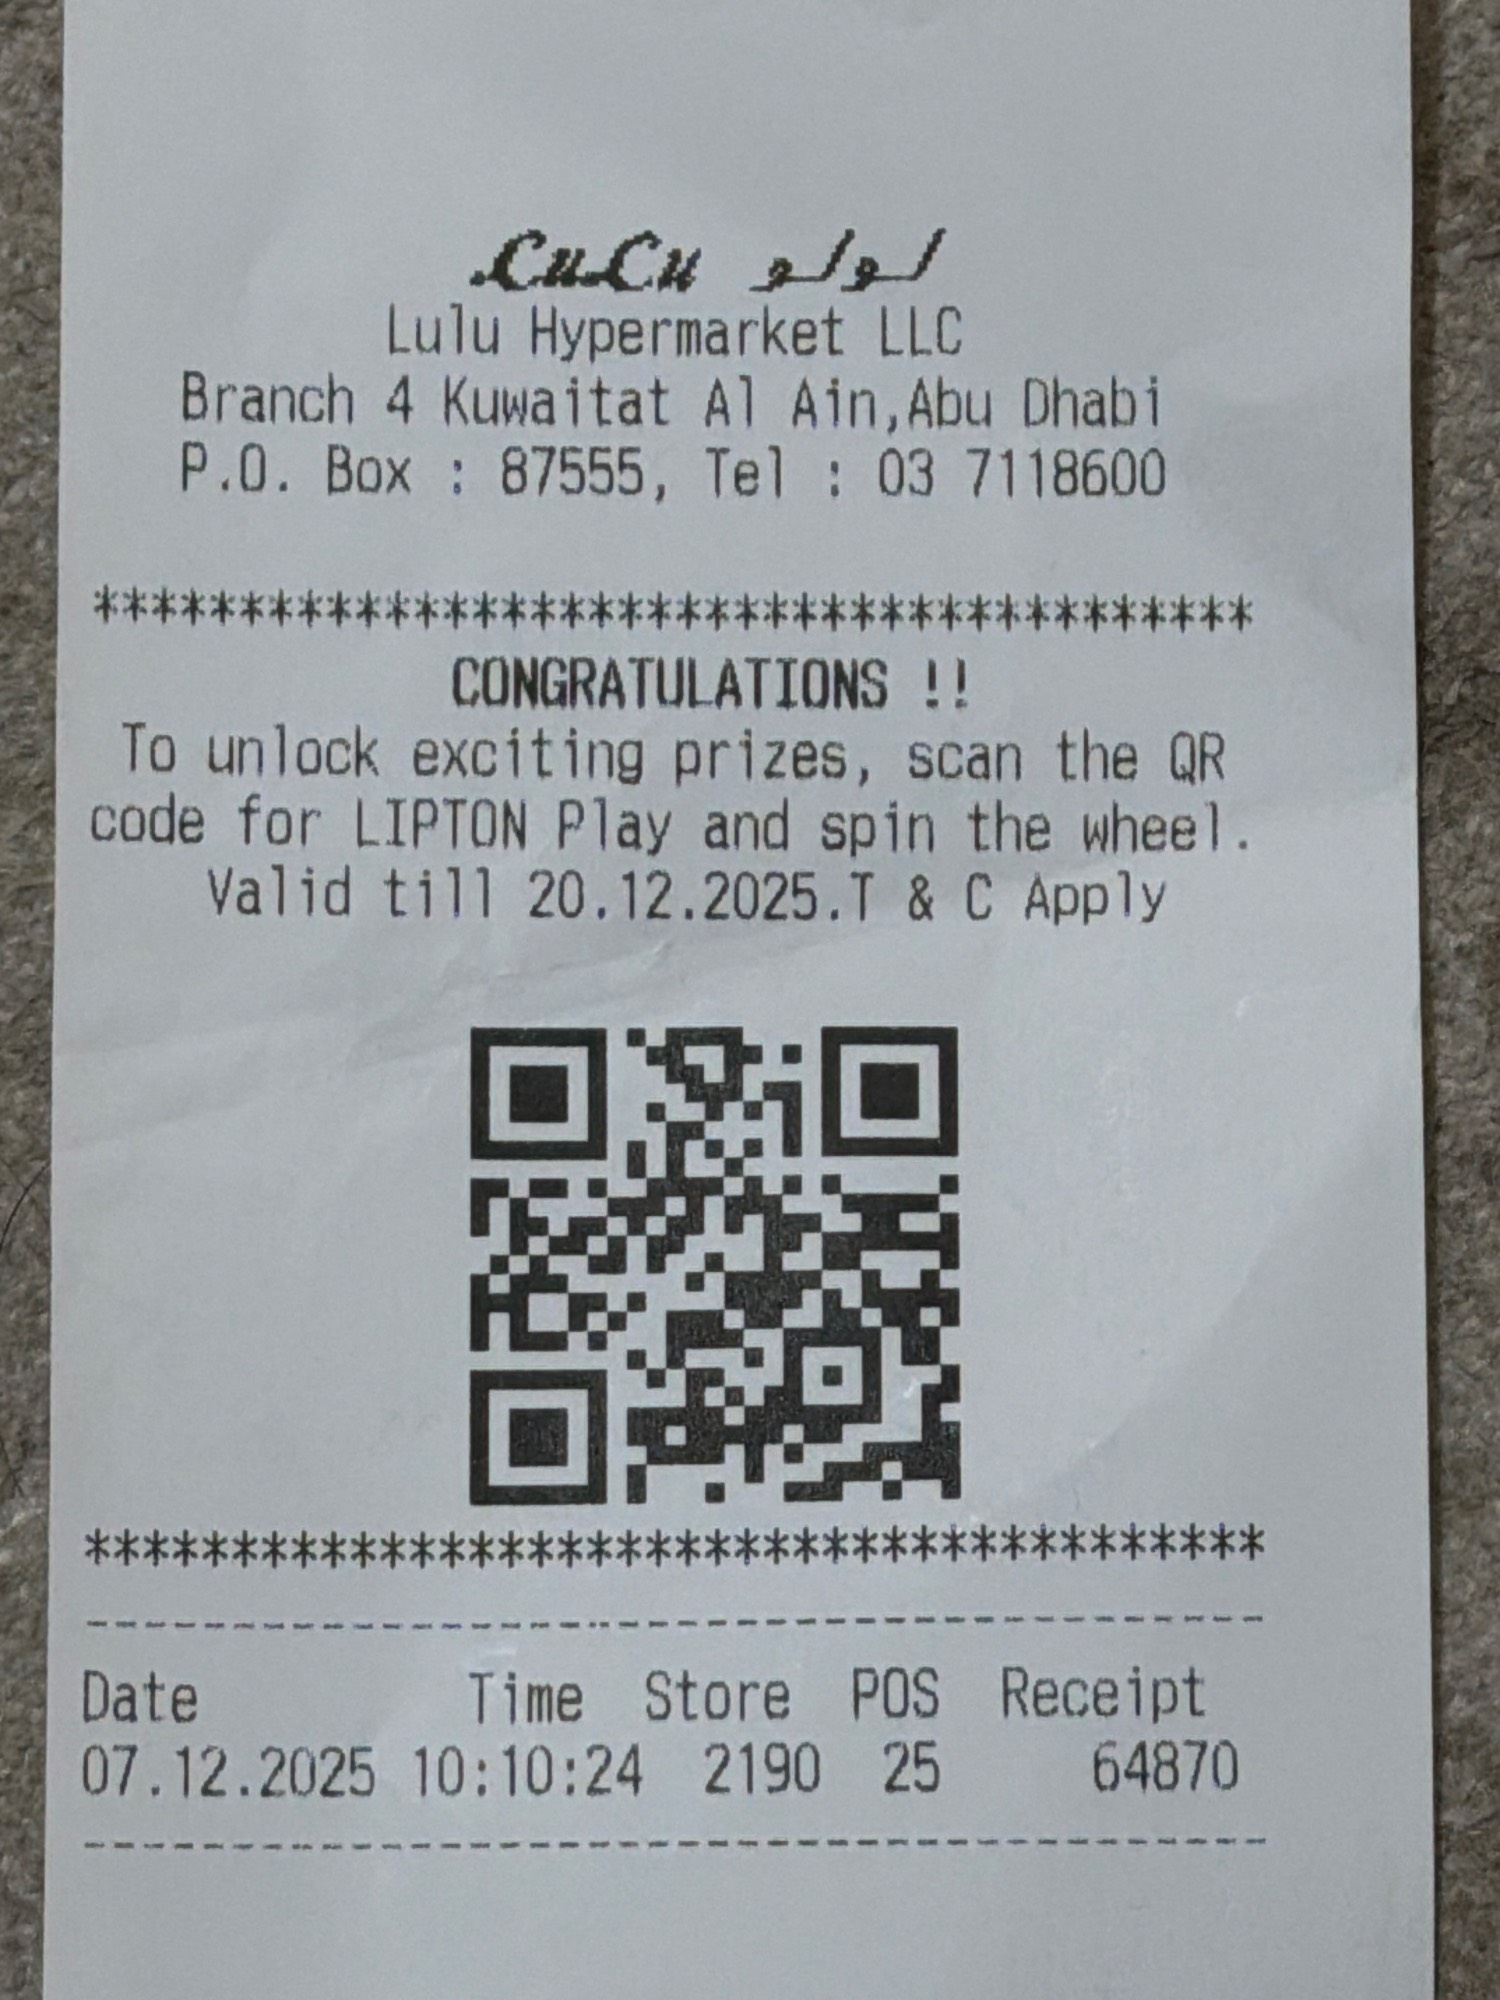 LuLu لولو
Lulu Hypermarket LLC
Branch 4 Kuwaitat Al Ain,Abu Dhabi
P.O. Box : 87555, Tel : 03 7118600
****************************************
CONGRATULATIONS !!
To unlock exciting prizes, scan the QR
code for LIPTON Play and spin the wheel.
Valid till 20.12.2025.T & C Apply
****************************************
----------------------------------------
Date Time Store POS Receipt
07.12.2025 10:10:24 2190 25 64870
----------------------------------------